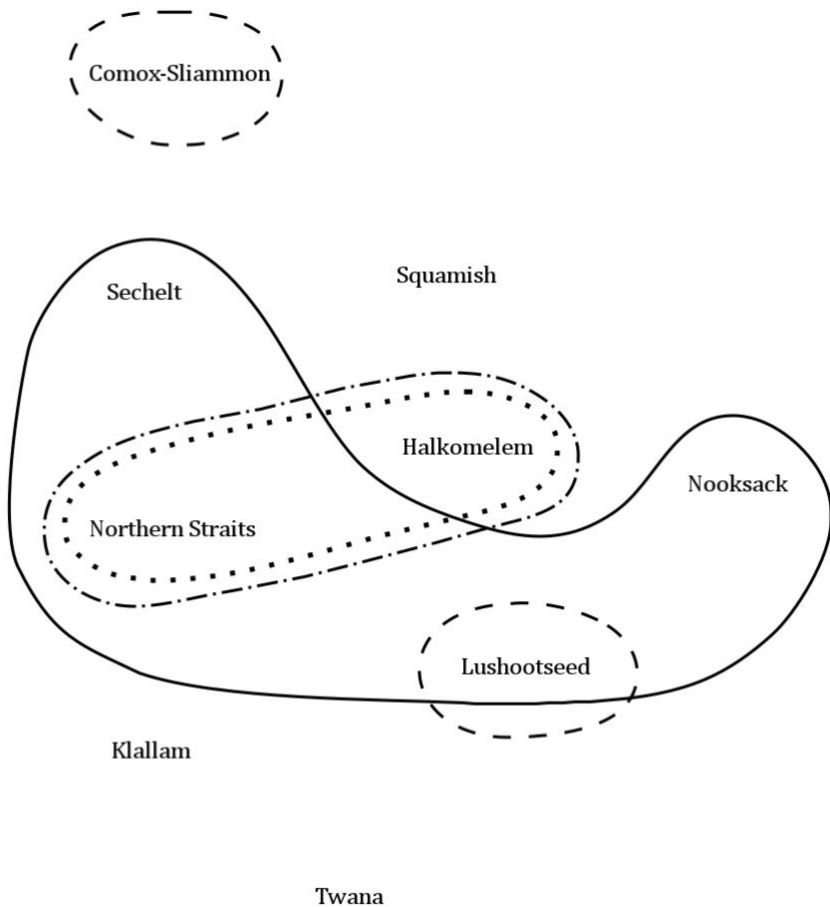 Comox-Sliammon
Squamish
Sechelt
Halkomelem
Nooksack
Northern Straits
Lushootseed
Klallam
Twana